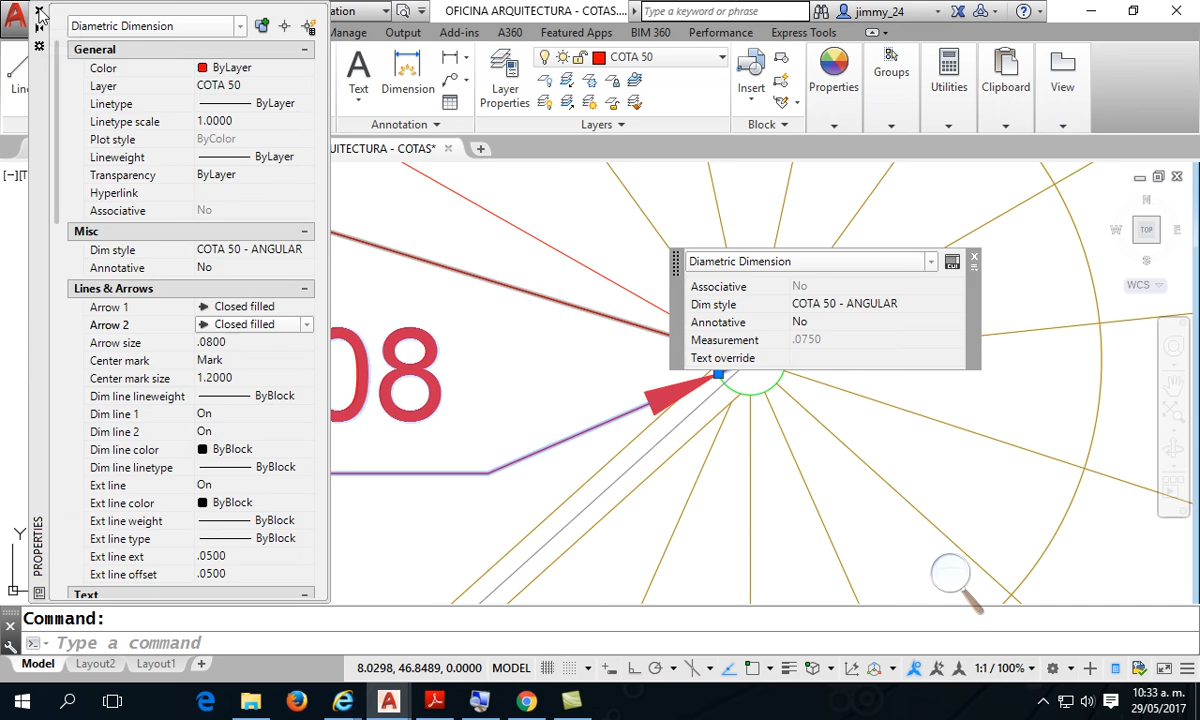 OFICINA ARQUITECTURA - COTAS....
Type a keyword or phrase
jimmy_24
Manage
Output
Add-ins
A360
Featured Apps
BIM 360
Performance
Express Tools
COTA 50
Text
Dimension
Layer
Properties
Insert
Properties
Groups
Utilities
Clipboard
View
Annotation
Layers
Block
Diametric Dimension
General
Color ByLayer
Layer COTA 50
Linetype ByLayer
Linetype scale 1.0000
Plot style ByColor
Lineweight ByLayer
Transparency ByLayer
Hyperlink
Associative No
Misc
Dim style COTA 50 - ANGULAR
Annotative No
Lines & Arrows
Arrow 1 Closed filled
Arrow 2 Closed filled
Arrow size .0800
Center mark Mark
Center mark size 1.2000
Dim line lineweight ByBlock
Dim line 1 On
Dim line 2 On
Dim line color ByBlock
Dim line linetype ByBlock
Ext line On
Ext line color ByBlock
Ext line weight ByBlock
Ext line type ByBlock
Ext line ext .0500
Ext line offset .0500
Text
PROPERTIES
Diametric Dimension
Associative No
Dim style COTA 50 - ANGULAR
Annotative No
Measurement .0750
Text override
08
TOP
N
W
E
S
WCS
Y
Command:
Type a command
Model
Layout2
Layout1
8.0298, 46.8489, 0.0000 MODEL
1:1 / 100%
10:33 a. m.
29/05/2017